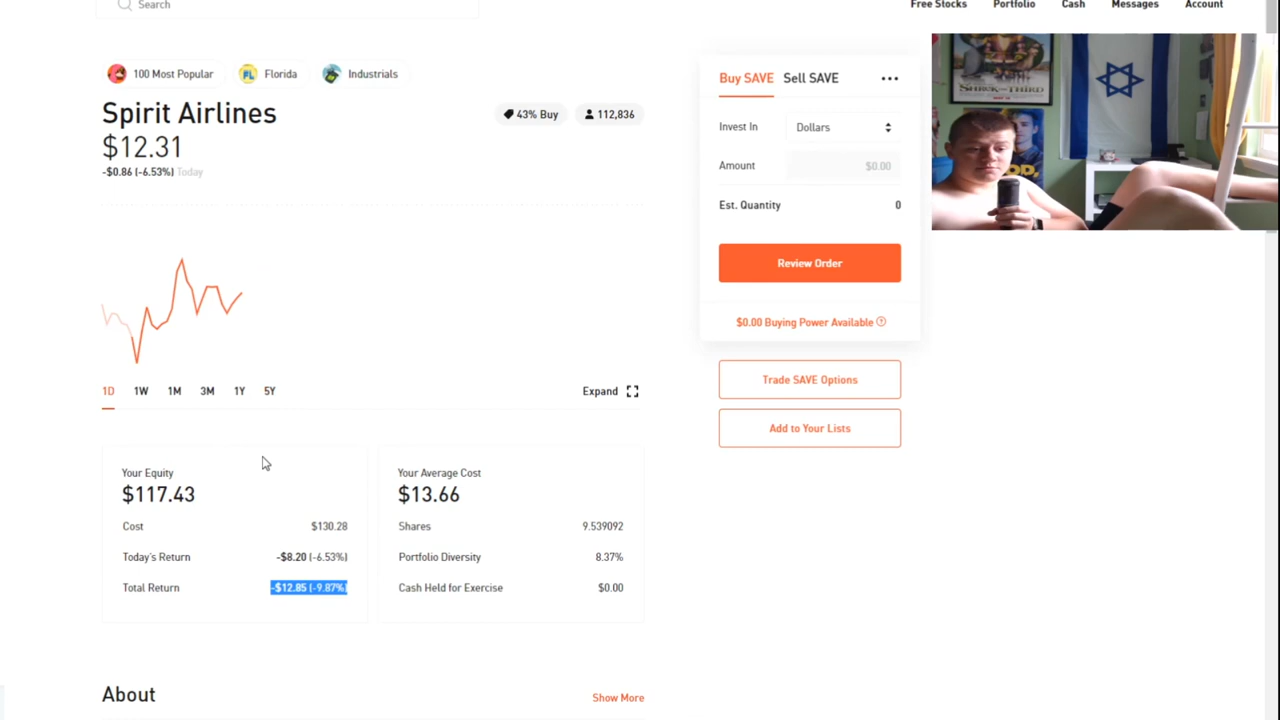 Search
Free Stocks Portfolio Cash Messages Account
100 Most Popular Florida Industrials
Spirit Airlines
43% Buy 112,836
$12.31
-$0.86 (-6.53%) Today
1D 1W 1M 3M 1Y 5Y
Expand
Your Equity
$117.43
Cost $130.28
Today's Return -$8.20 (-6.53%)
Total Return -$12.85 (-9.87%)
Your Average Cost
$13.66
Shares 9.539092
Portfolio Diversity 8.37%
Cash Held for Exercise $0.00
About
Show More
Buy SAVE Sell SAVE
Invest In Dollars
Amount $0.00
Est. Quantity 0
Review Order
$0.00 Buying Power Available
Trade SAVE Options
Add to Your Lists
SHREK THE THIRD